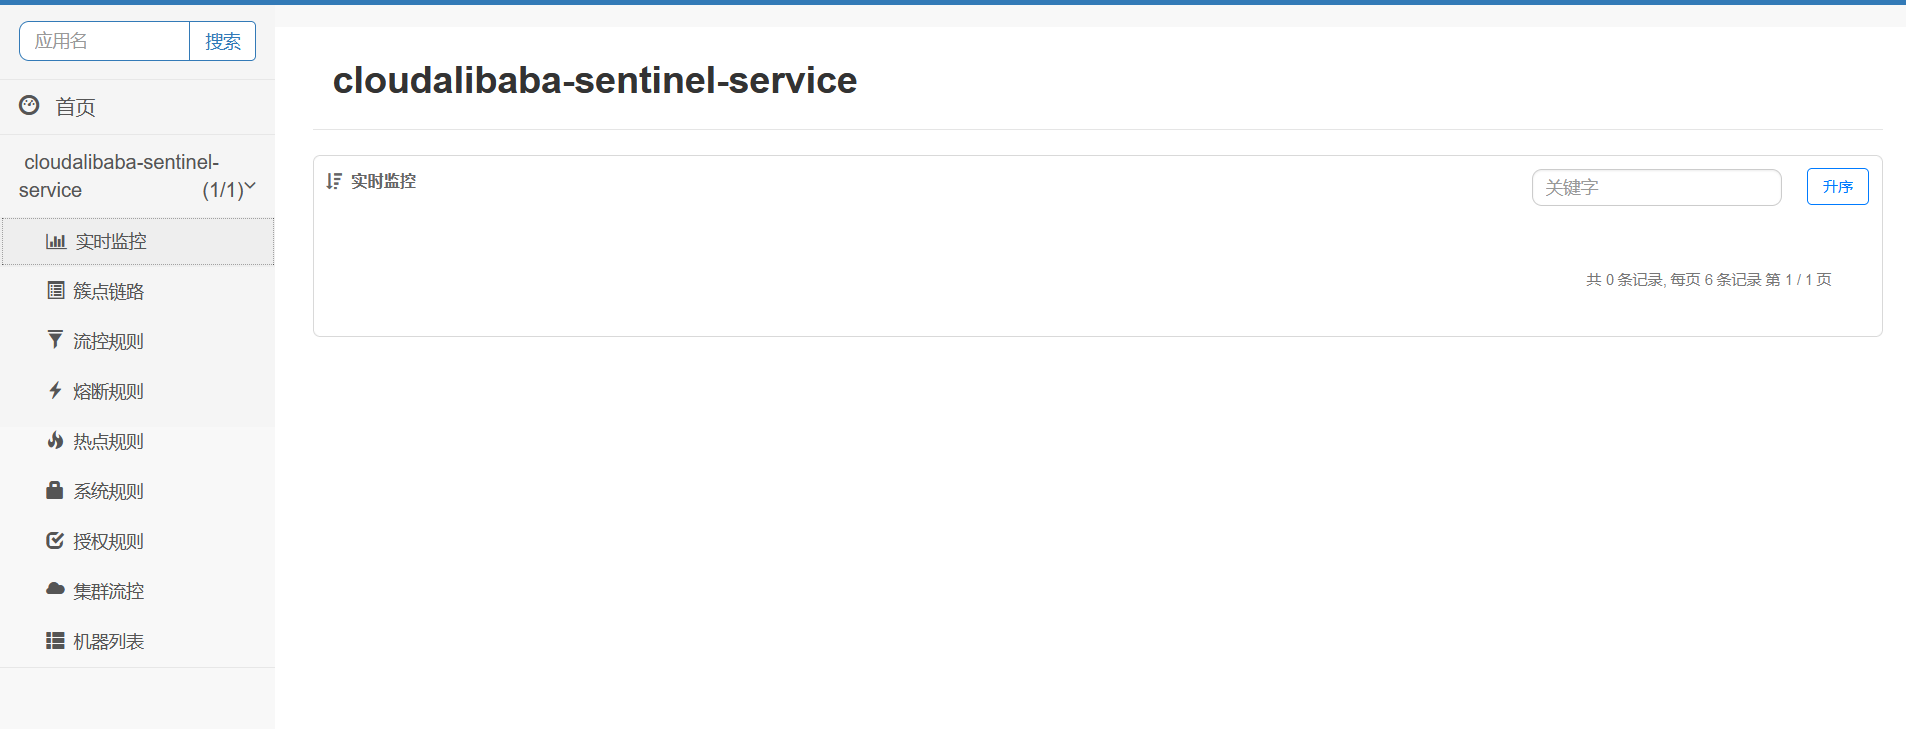 应用名
搜索
首页
cloudalibaba-sentinel-
service (1/1)
实时监控
簇点链路
流控规则
熔断规则
热点规则
系统规则
授权规则
集群流控
机器列表
cloudalibaba-sentinel-service
实时监控
关键字
升序
共 0 条记录, 每页 6 条记录 第 1 / 1 页